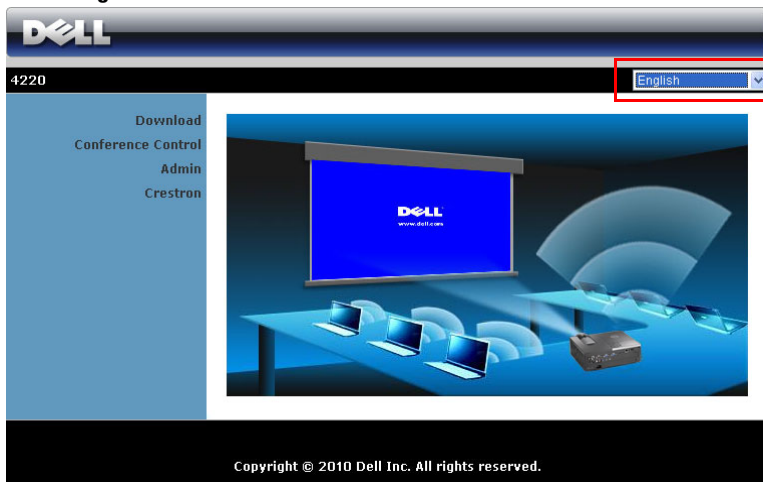 DELL
4220
English
Download
Conference Control
Admin
Crestron
DELL
www.dell.com
Copyright © 2010 Dell Inc. All rights reserved.